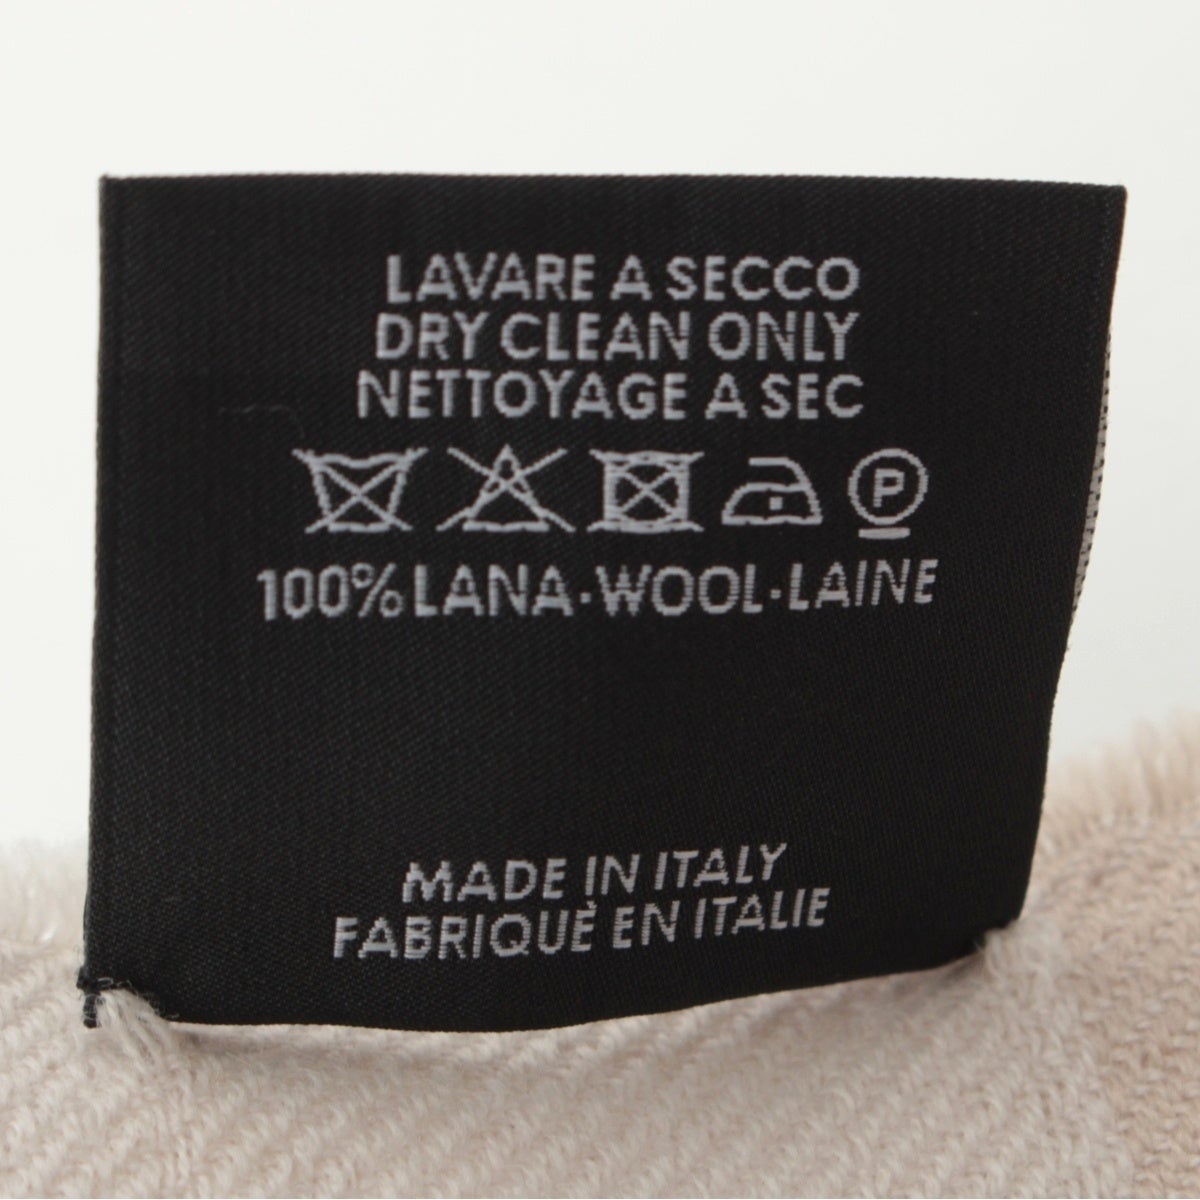 LAVARE A SECCO
DRY CLEAN ONLY
NETTOYAGE A SEC
P
100% LANA·WOOL·LAINE
MADE IN ITALY
FABRIQUÈ EN ITALIE